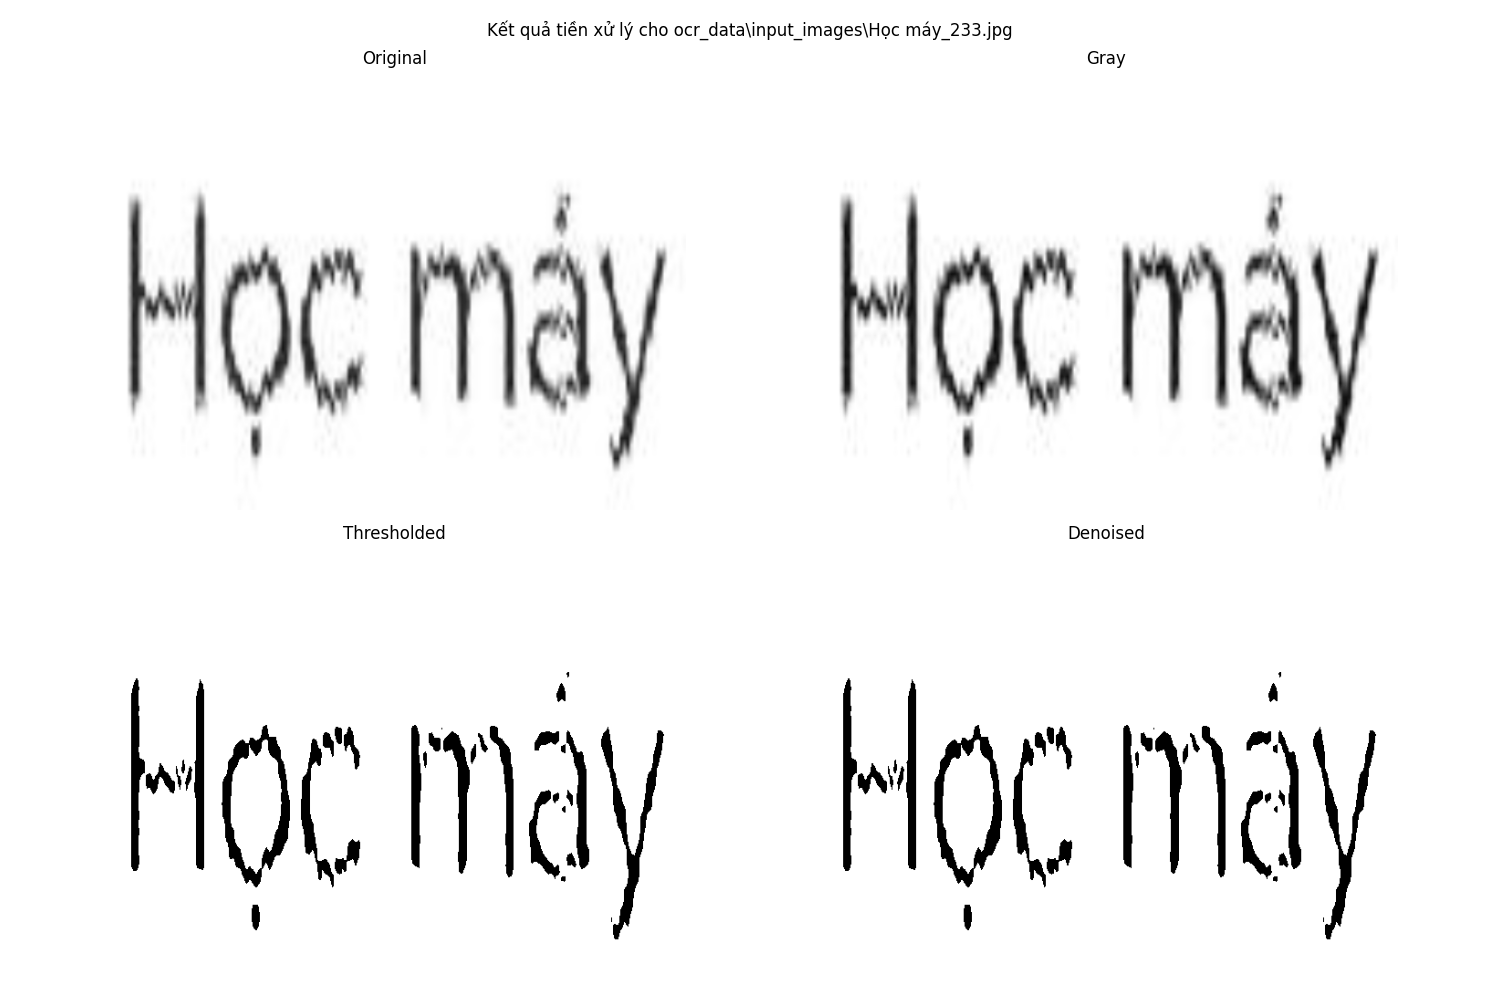 Kết quả tiền xử lý cho ocr_data\input_images\Học máy_233.jpg
Original
Gray
Học máy
Học máy
Thresholded
Denoised
Học máy
Học máy